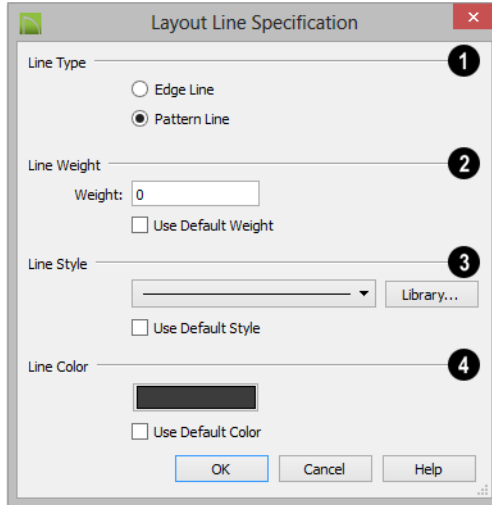 Layout Line Specification
×
Line Type
1
Edge Line
Pattern Line
Line Weight
2
Weight: 0
Use Default Weight
Line Style
3
Library...
Use Default Style
Line Color
4
Use Default Color
OK Cancel Help